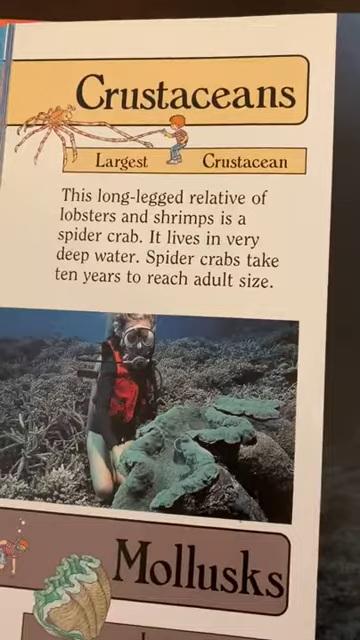 Crustaceans
Largest Crustacean
This long-legged relative of
lobsters and shrimps is a
spider crab. It lives in very
deep water. Spider crabs take
ten years to reach adult size.
Mollusks